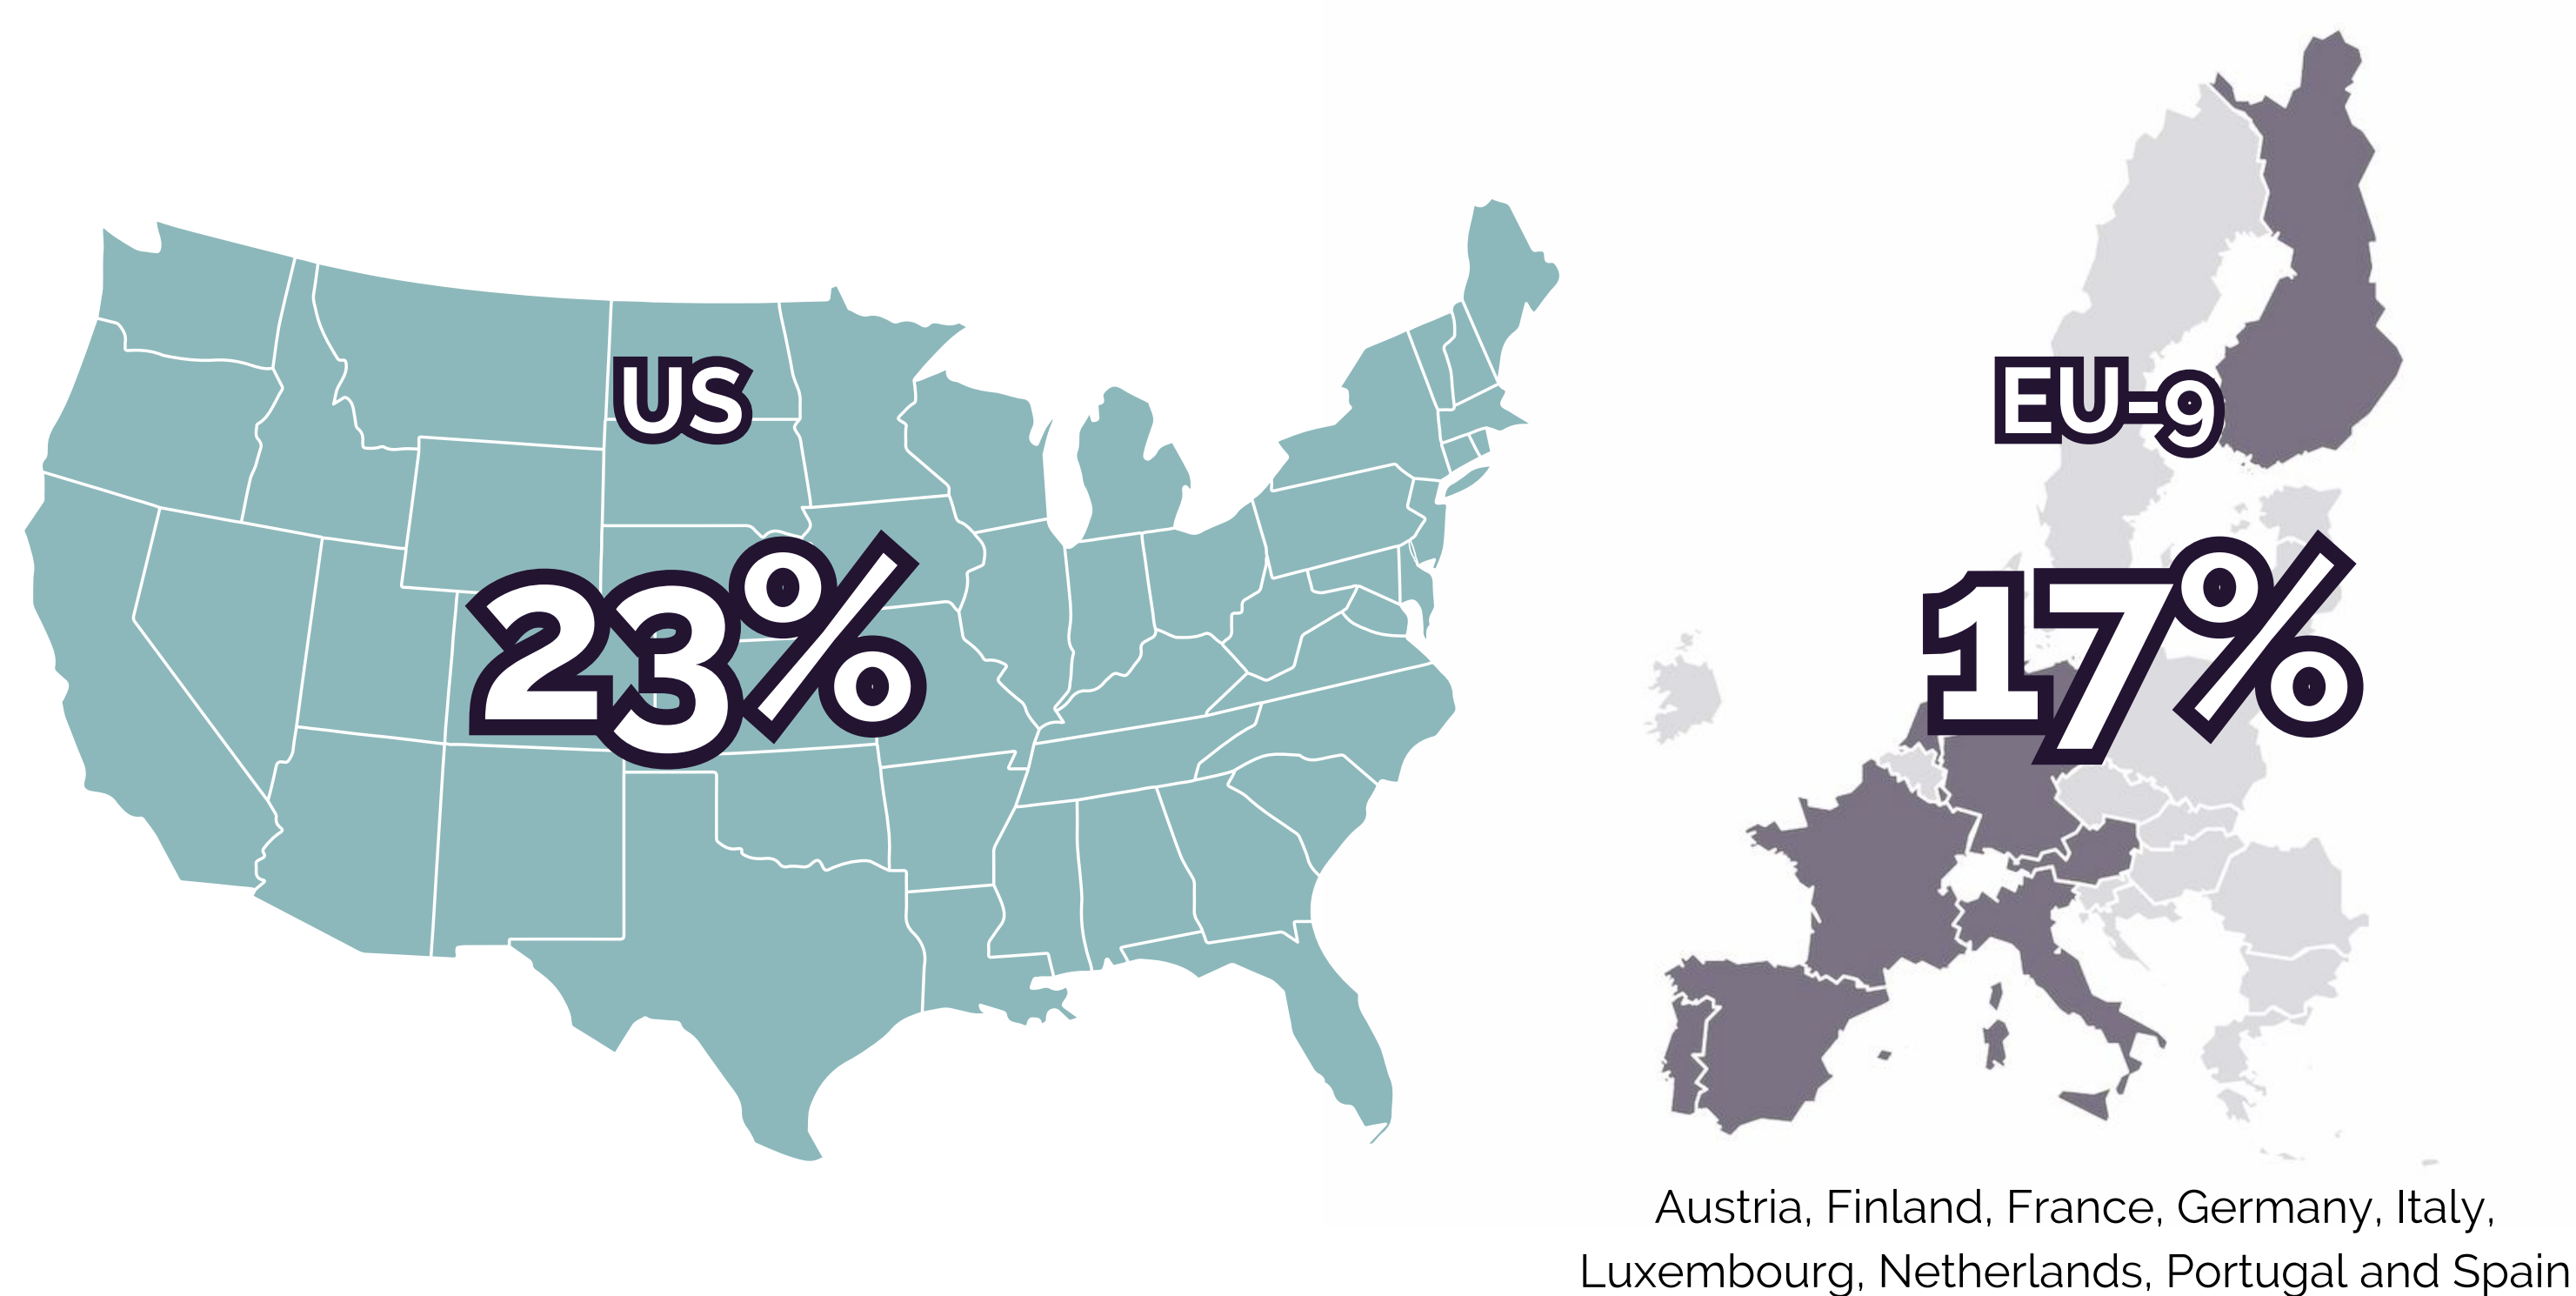 US
EU-9
23%
17%
Austria, Finland, France, Germany, Italy,
Luxembourg, Netherlands, Portugal and Spain